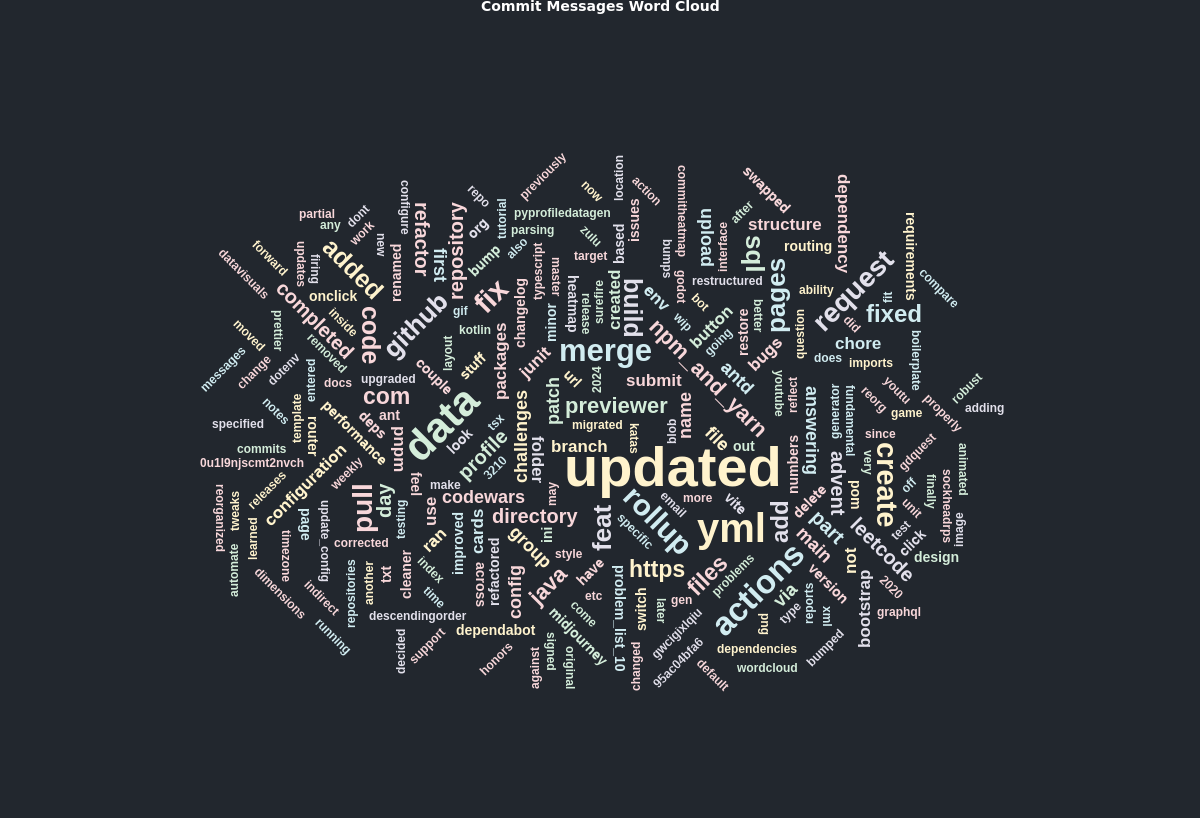 Commit Messages Word Cloud
previously
location
now
action
commitheatmap
swapped
dependency
configure
repo
tutorial
partial
any
dont
work
new
refactor
first
repository
org
pyprofiledatagen
parsing
also
zulu
based
issues
upload
interface
after
structure
requirements
datavisuals
forward
updates
firing
added
renamed
bump
typescript
master
target
plump
godot
restructured
lbs
routing
request
compare
onclick
inside
completed
code
github
gif
fix
changelog
minor
heatmap
release
surefire
created
build
env
wip
bot
button
going
restore
better
pages
ability
question
did
fit
fixed
moved
prettier
change
messages
dotenv
removed
kotlin
layout
stuff
packages
junit
merge
npm_and_yarn
bugs
chore
does
imports
boilerplate
entered
docs
upgraded
couple
url
2024
submit
antd
youtube
reflect
reorg
youtu
robust
notes
template
router
performance
com
ant
deps
data
look
tsx
patch
previewer
migrated
name
blob
katas
file
out
answering
generator
fundamental
game
property
adding
specified
commits
0u1l9njscmt2nvch
configuration
weekly
mdrup
feel
profile
3210
challenges
folder
branch
updated
numbers
since
very
gdquest
animated
reorganized
tweaks
releases
learned
page
update_config
pull
day
testing
use
make
codewars
may
directory
ini
feat
rollup
email
more
specific
vite
yml
add
delete
advent
pom
create
off
finally
sockheadrps
image
automate
timezone
corrected
ran
improved
cards
group
style
https
part
main
leetcode
test
unit
click
design
dimensions
indirect
repositories
another
txt
cleaner
index
time
across
refactored
config
java
have
etc
come
problem_list_10
switch
later
gen
files
problems
actions
via
version
you
2020
running
descendingorder
decided
support
dependabot
honors
against
signed
original
midjourney
changed
gwcigixlqiu
95ac04bfa6
default
png
type
reports
xml
dependencies
wordcloud
bumped
bootstrap
graphql